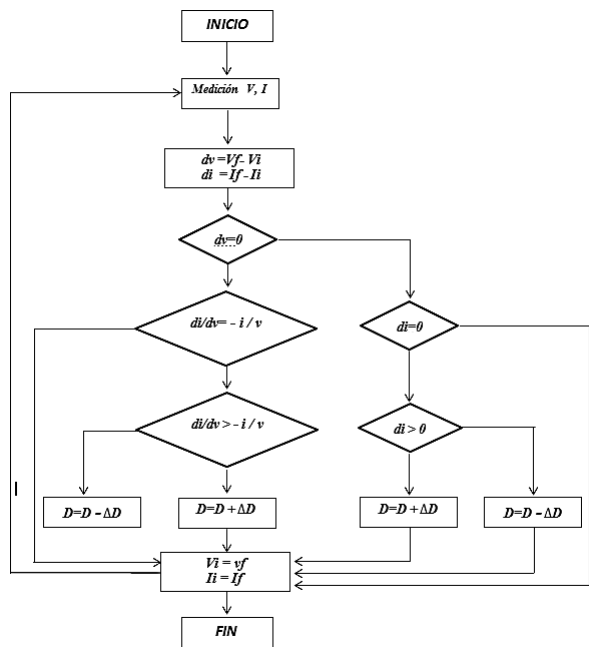 INICIO
Medición V, I
dv =Vf- Vi
di = If - Ii
dv=0
di/dv= - i / v
di=0
di/dv > - i / v
di > 0
D=D - ΔD
D=D + ΔD
D=D + ΔD
D=D - ΔD
Vi = vf
Ii = If
FIN